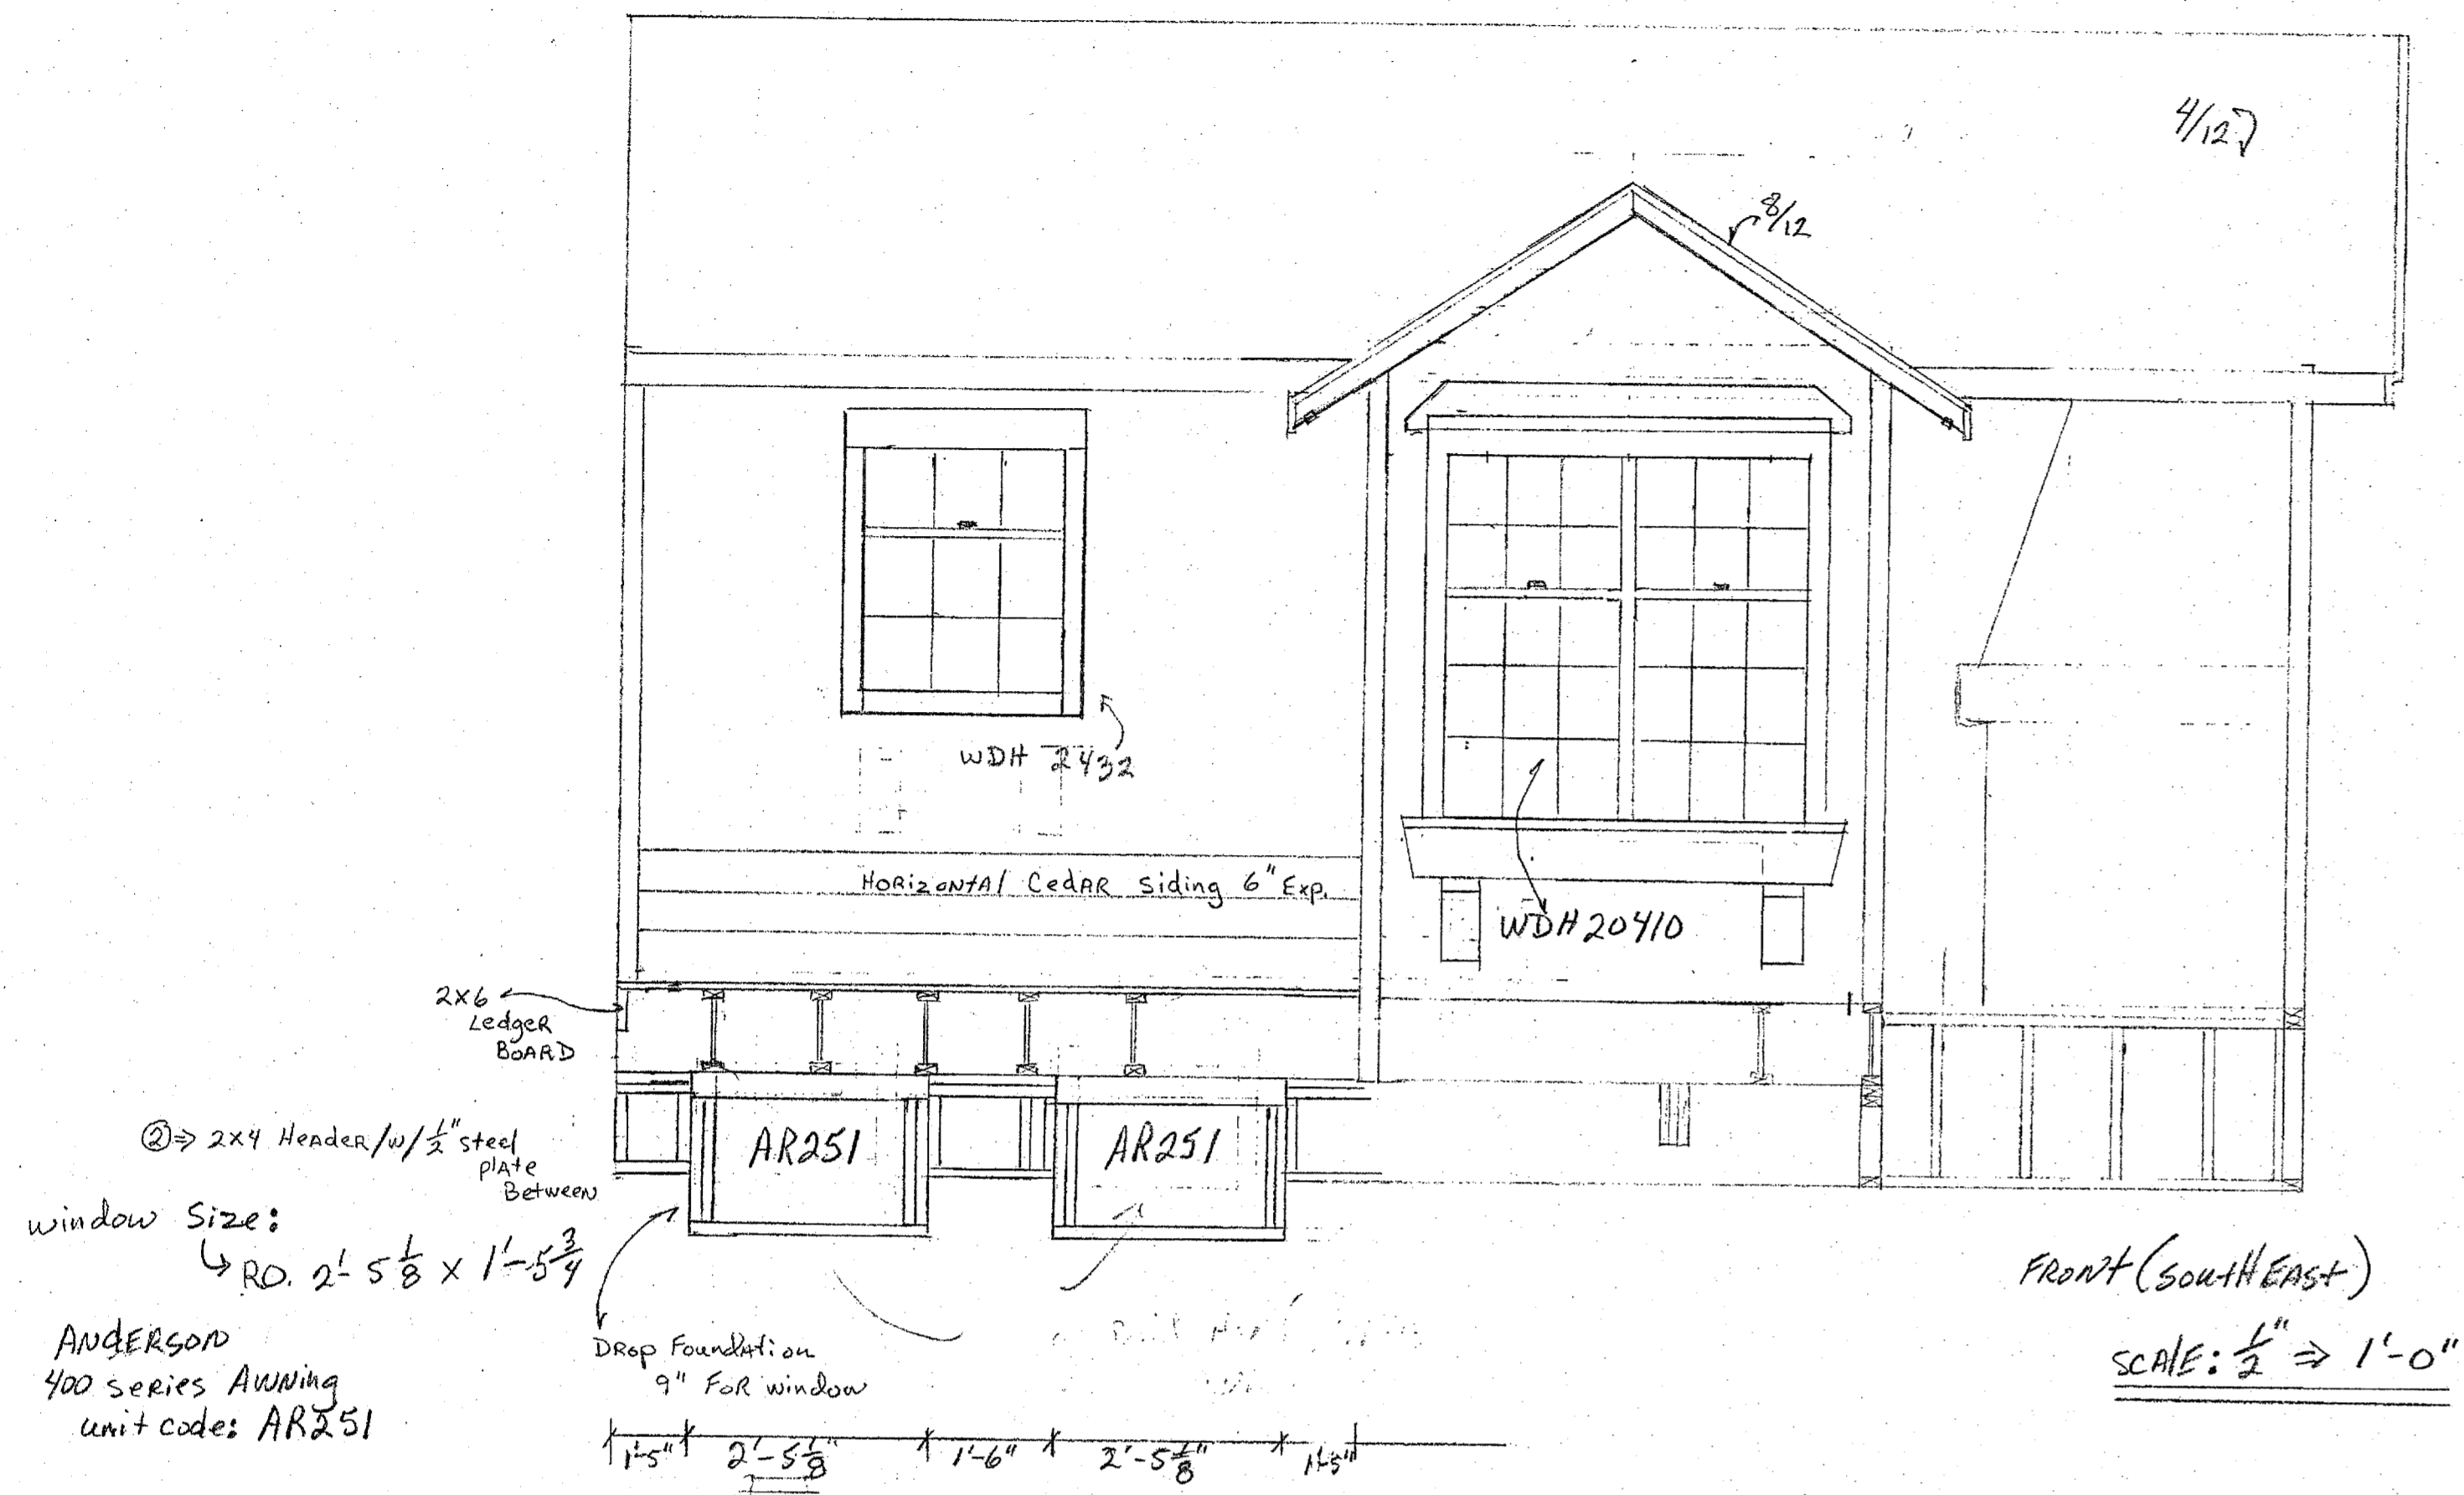 4/12
8/12
WDH 2432
HORizONtAl CedAR Siding 6" Exp.
WDH 20410
2x6
Ledger
BOARD
② ⇒ 2x4 HeAder/w/ 1/2" steel
plAte
Between
AR251
AR251
window Size:
RO. 2'-5 1/8 x 1'-5 3/4
ANdERSON
400 SeRies AwNing
unit code: AR251
DRop FoundAtion
9" FoR window
1'-5"
2'-5 1/8"
1'-6"
2'-5 1/8"
1'-5"
FRONt (SoutHEASt)
SCAlE: 1/2" ⇒ 1'-0"